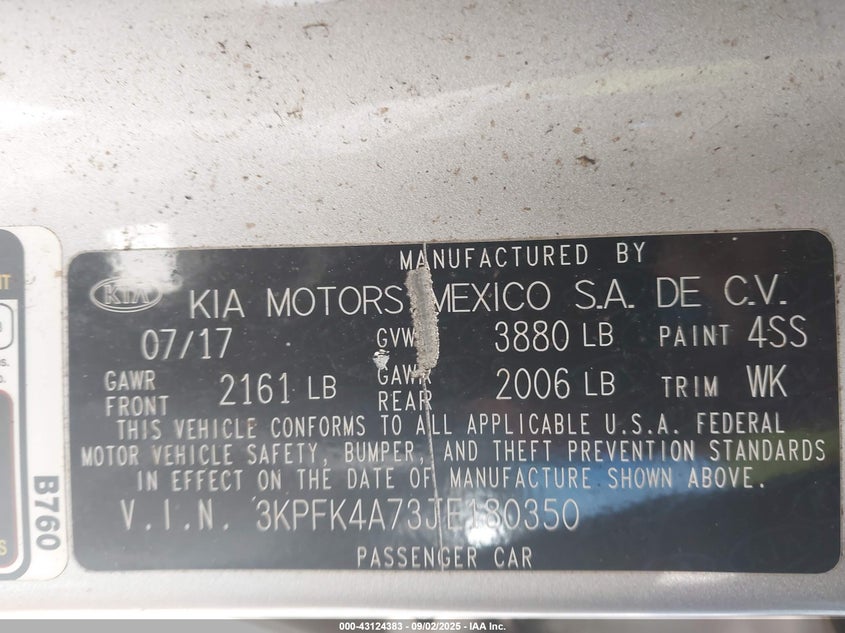 MANUFACTURED BY
KIA KIA MOTORS MEXICO S.A. DE C.V.
07/17 GVW 3880 LB PAINT 4SS
GAWR FRONT 2161 LB GAWR REAR 2006 LB TRIM WK
THIS VEHICLE CONFORMS TO ALL APPLICABLE U.S.A. FEDERAL
MOTOR VEHICLE SAFETY, BUMPER, AND THEFT PREVENTION STANDARDS
IN EFFECT ON THE DATE OF MANUFACTURE SHOWN ABOVE.
V.I.N. 3KPFK4A73JE180350
PASSENGER CAR
B760
000-43124383 - 09/02/2025 - IAA Inc.